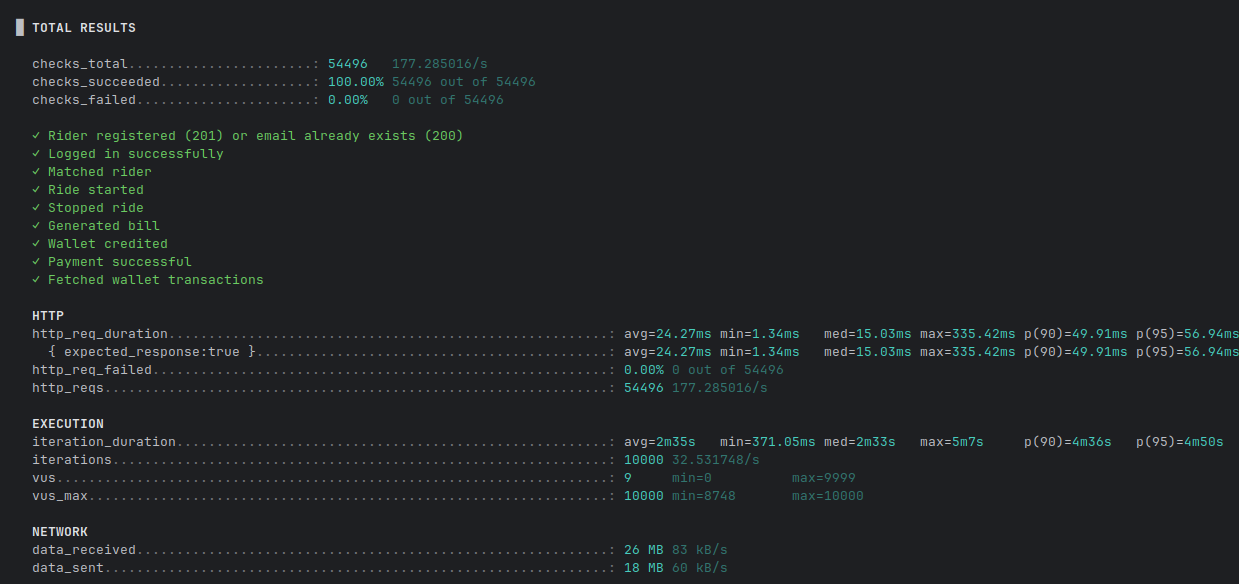 TOTAL RESULTS
checks_total.......................: 54496 177.285016/s
checks_succeeded...................: 100.00% 54496 out of 54496
checks_failed......................: 0.00% 0 out of 54496
✓ Rider registered (201) or email already exists (200)
✓ Logged in successfully
✓ Matched rider
✓ Ride started
✓ Stopped ride
✓ Generated bill
✓ Wallet credited
✓ Payment successful
✓ Fetched wallet transactions
HTTP
http_req_duration.......................................................: avg=24.27ms min=1.34ms med=15.03ms max=335.42ms p(90)=49.91ms p(95)=56.94ms
{ expected_response:true }............................................: avg=24.27ms min=1.34ms med=15.03ms max=335.42ms p(90)=49.91ms p(95)=56.94ms
http_req_failed.........................................................: 0.00% 0 out of 54496
http_reqs...............................................................: 54496 177.285016/s
EXECUTION
iteration_duration......................................................: avg=2m35s min=371.05ms med=2m33s max=5m7s p(90)=4m36s p(95)=4m50s
iterations..............................................................: 10000 32.531748/s
vus.....................................................................: 9 min=0 max=9999
vus_max.................................................................: 10000 min=8748 max=10000
NETWORK
data_received...........................................................: 26 MB 83 kB/s
data_sent...............................................................: 18 MB 60 kB/s